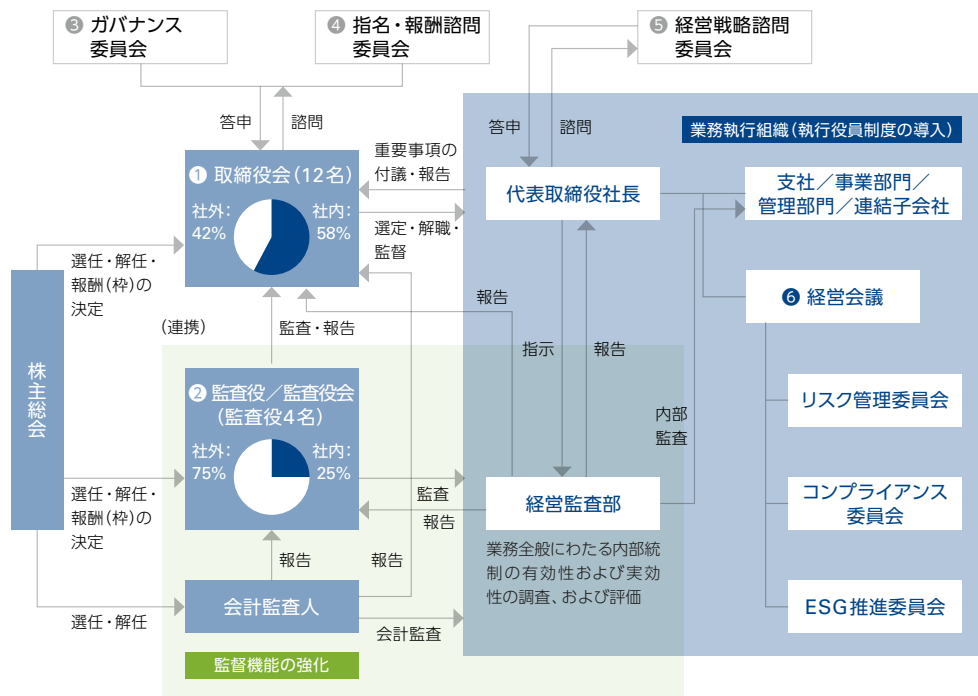 ❸ ガバナンス
委員会
❹ 指名・報酬諮問
委員会
❺ 経営戦略諮問
委員会
答申
諮問
答申
諮問
業務執行組織(執行役員制度の導入)
❶ 取締役会(12名)
社外:
42%
社内:
58%
重要事項の
付議・報告
選定・解職・
監督
代表取締役社長
支社/事業部門/
管理部門/連結子会社
選任・解任・
報酬(枠)の
決定
報告
❻ 経営会議
(連携)
監査・報告
指示
報告
株主総会
❷ 監査役/監査役会
(監査役4名)
社外:
75%
社内:
25%
リスク管理委員会
内部
監査
選任・解任・
報酬(枠)の
決定
監査
報告
経営監査部
コンプライアンス
委員会
業務全般にわたる内部統
制の有効性および実効
性の調査、および評価
報告
報告
会計監査人
選任・解任
会計監査
ESG推進委員会
監督機能の強化